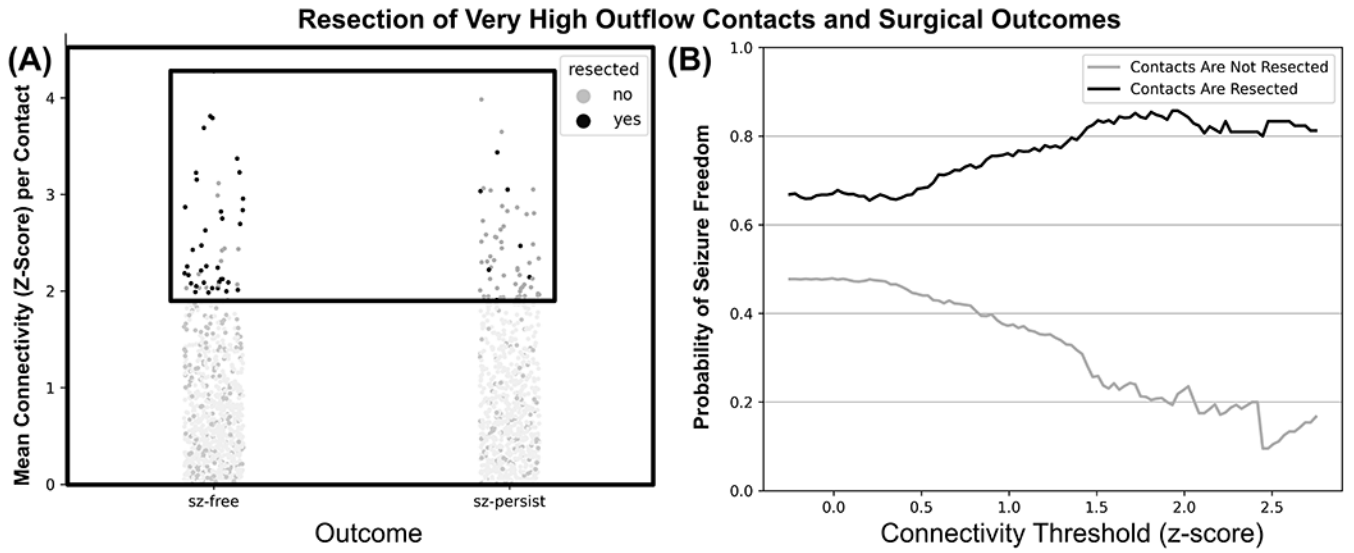 Resection of Very High Outflow Contacts and Surgical Outcomes
(A)
Mean Connectivity (Z-Score) per Contact
4
3
2
1
0
resected
no
yes
sz-free
sz-persist
Outcome
(B)
Probability of Seizure Freedom
1.0
0.8
0.6
0.4
0.2
0.0
Contacts Are Not Resected
Contacts Are Resected
0.0 0.5 1.0 1.5 2.0 2.5
Connectivity Threshold (z-score)